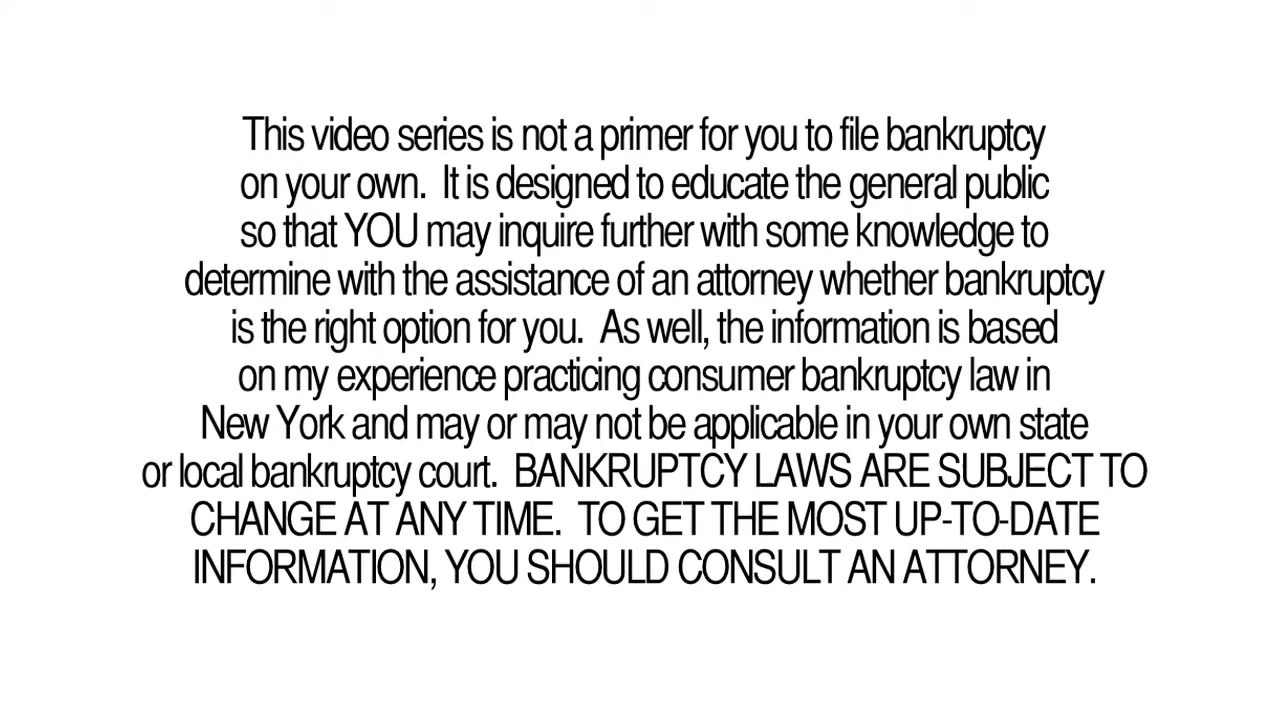 This video series is not a primer for you to file bankruptcy
on your own.  It is designed to educate the general public
so that YOU may inquire further with some knowledge to
determine with the assistance of an attorney whether bankruptcy
is the right option for you.  As well, the information is based
on my experience practicing consumer bankruptcy law in
New York and may or may not be applicable in your own state
or local bankruptcy court.  BANKRUPTCY LAWS ARE SUBJECT TO
CHANGE AT ANY TIME.  TO GET THE MOST UP-TO-DATE
INFORMATION, YOU SHOULD CONSULT AN ATTORNEY.